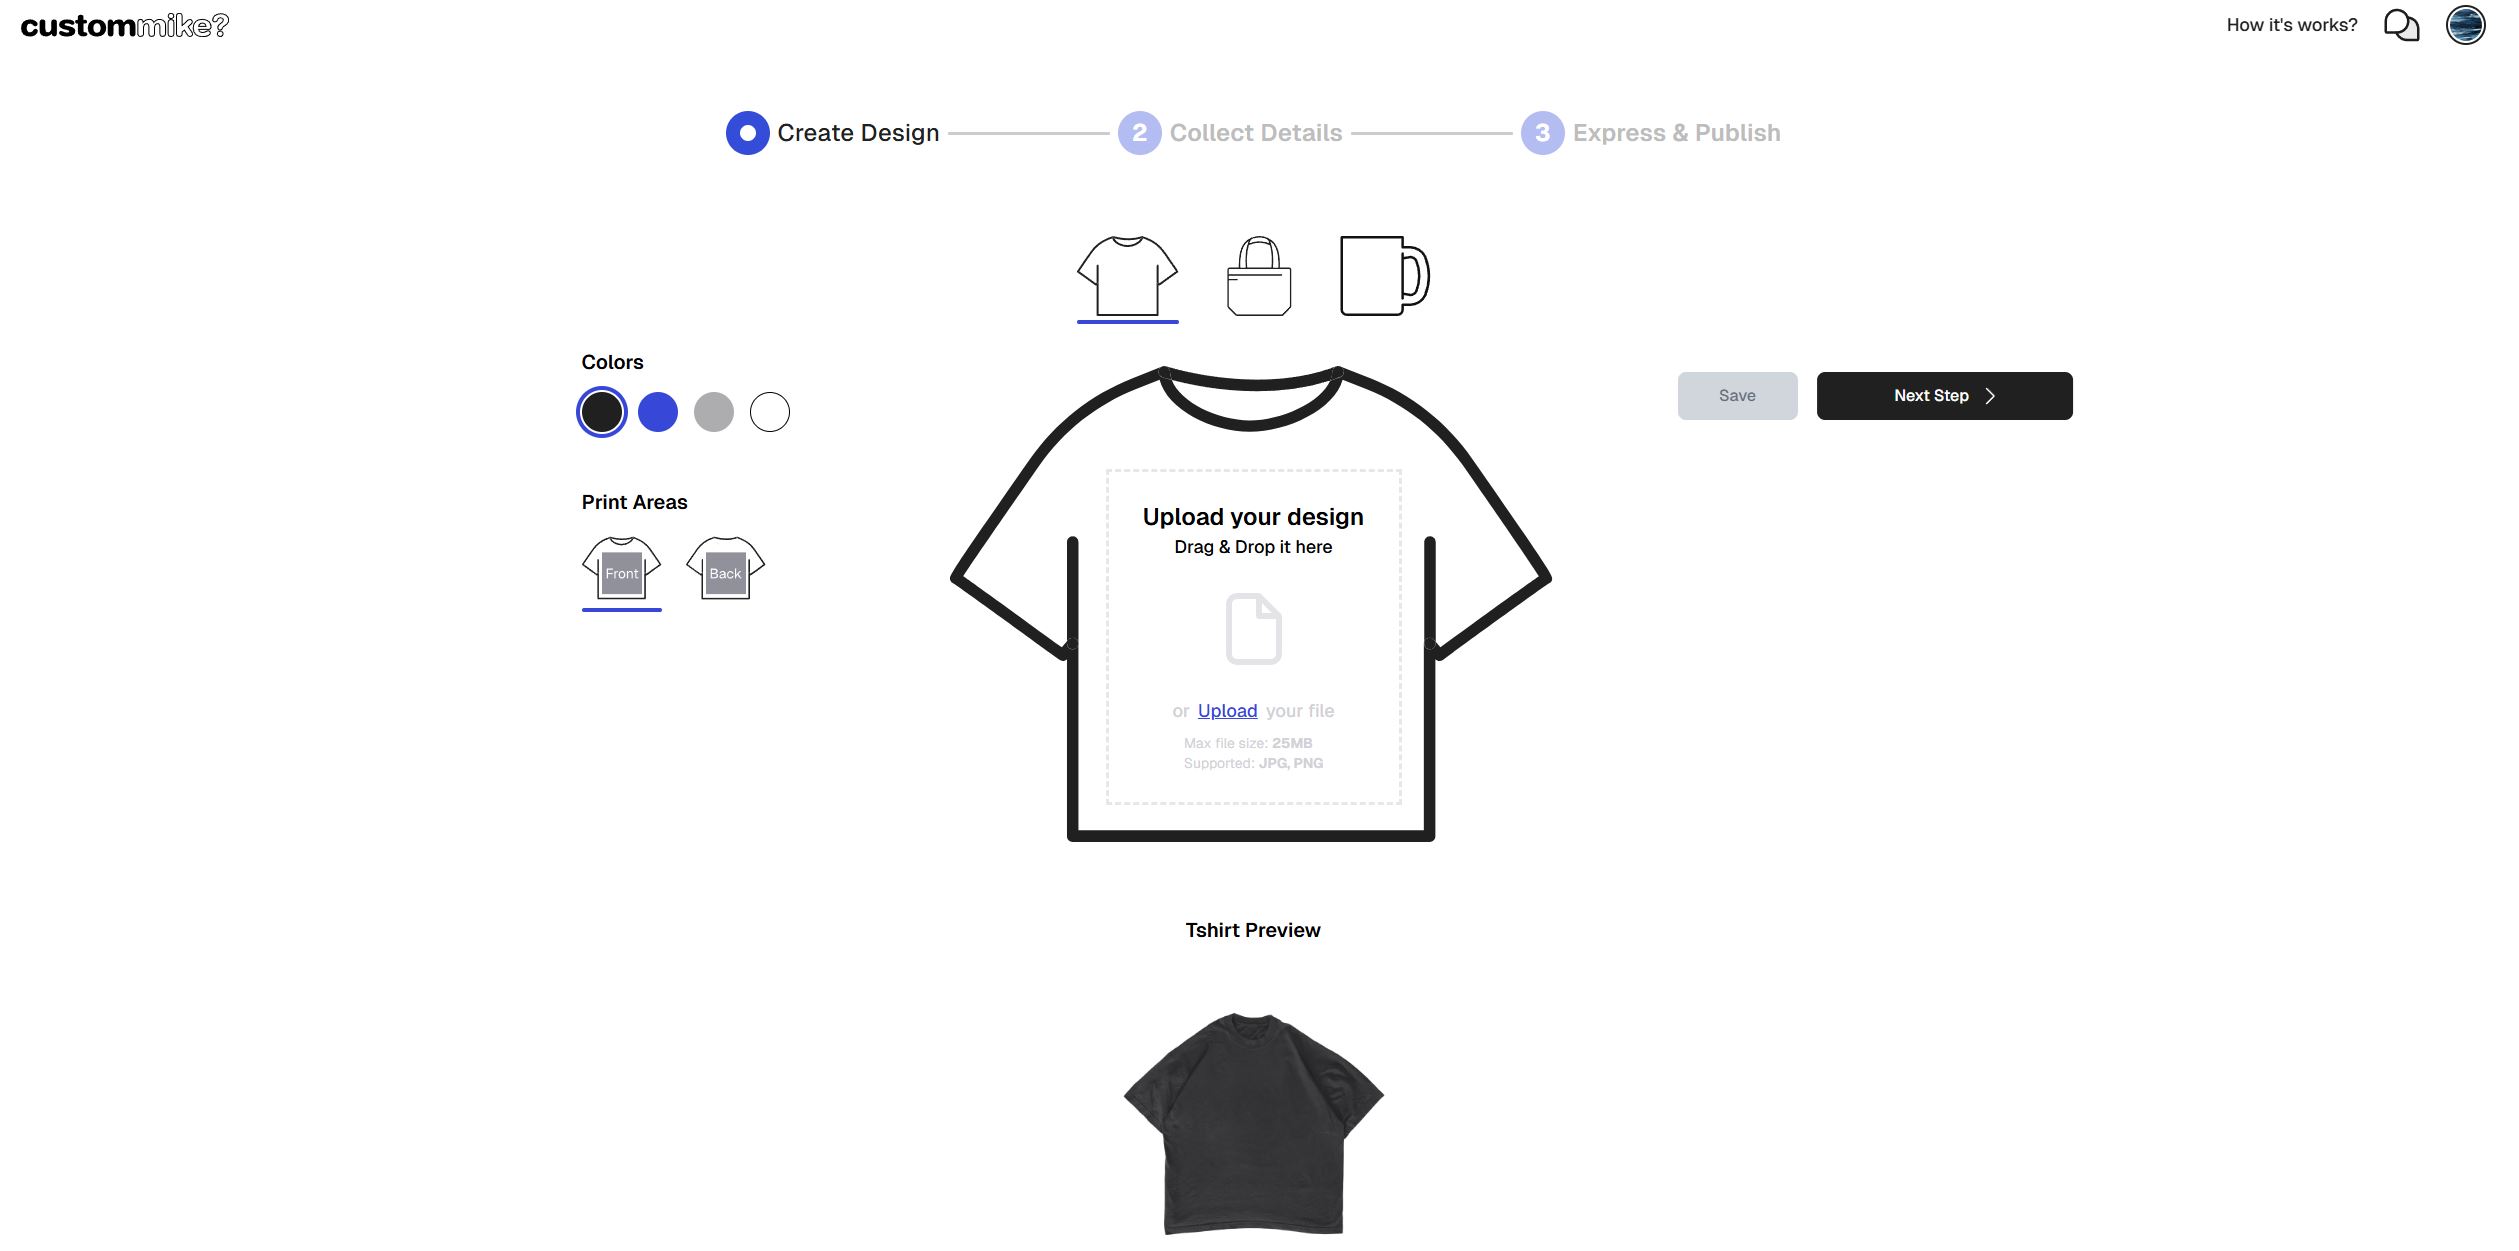 custommike?
How it's works?
Create Design
2 Collect Details
3 Express & Publish
Colors
Save
Next Step
Print Areas
Front
Back
Upload your design
Drag & Drop it here
or Upload your file
Max file size: 25MB
Supported: JPG, PNG
Tshirt Preview